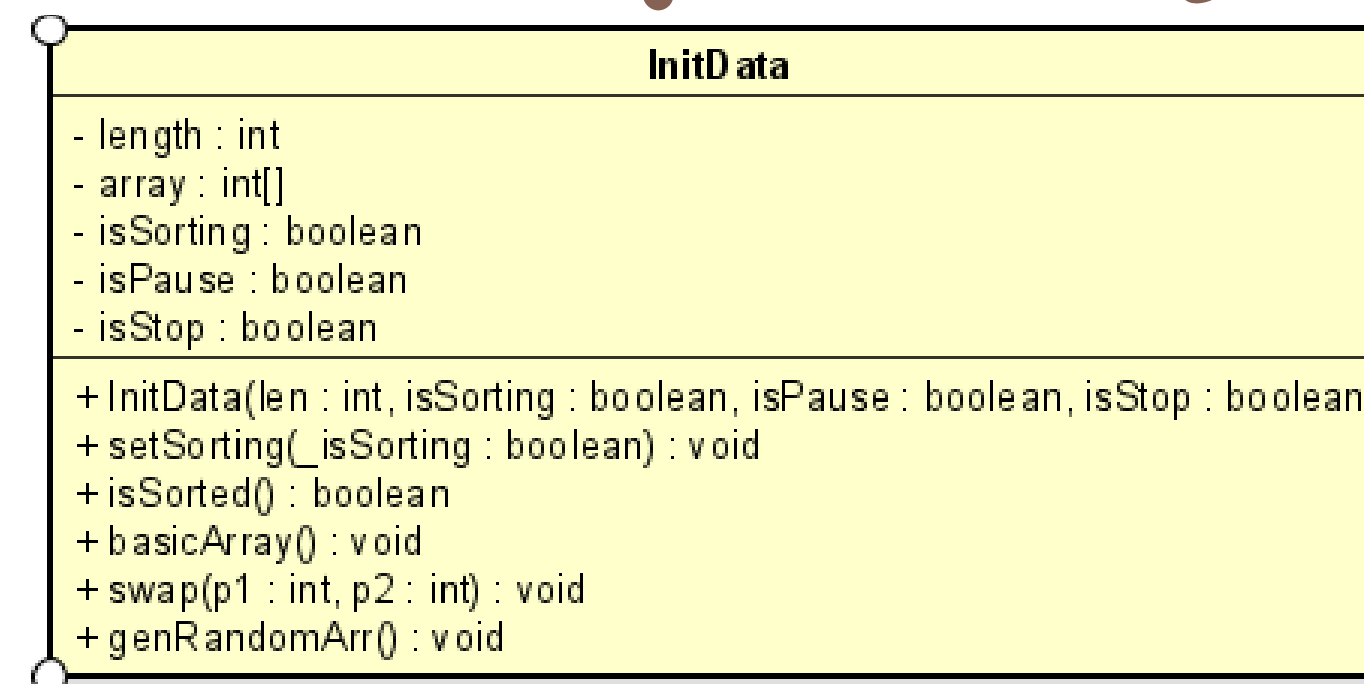 InitData
- length : int
- array : int[]
- isSorting : boolean
- isPause : boolean
- isStop : boolean
+ InitData(len : int, isSorting : boolean, isPause : boolean, isStop : boolean
+ setSorting(_isSorting : boolean) : void
+ isSorted() : boolean
+ basicArray() : void
+ swap(p1 : int, p2 : int) : void
+ genRandomArr() : void